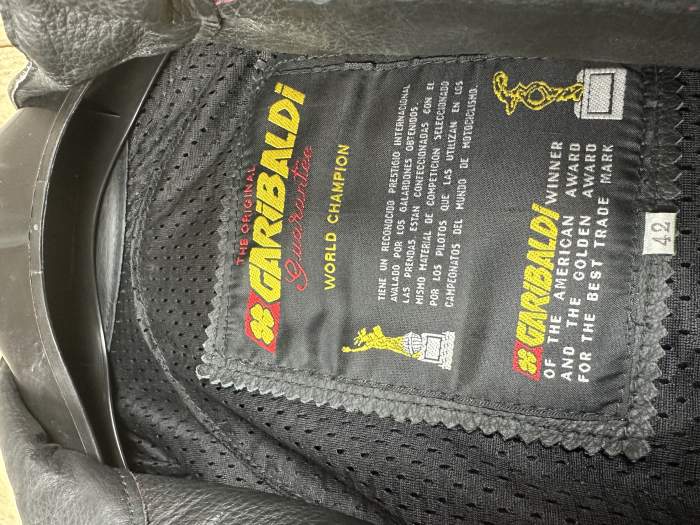 THE ORIGINAL
GARiBALDi
Guarantee
WORLD CHAMPION
TIENE UN RECONOCIDO PRESTIGIO INTERNACIONAL
AVALADO POR LOS GALARDONES OBTENIDOS.
LAS PRENDAS, ESTAN CONFECCIONADAS CON EL
MISMO MATERIAL DE COMPETICION SELECCIONADO
POR LOS PILOTOS QUE LAS UTILIZAN EN LOS
CAMPEONATOS DEL MUNDO DE MOTOCICLISMO.
GARiBALDi WINNER
OF THE AMERICAN AWARD
AND THE GOLDEN AWARD
FOR THE BEST TRADE MARK
42